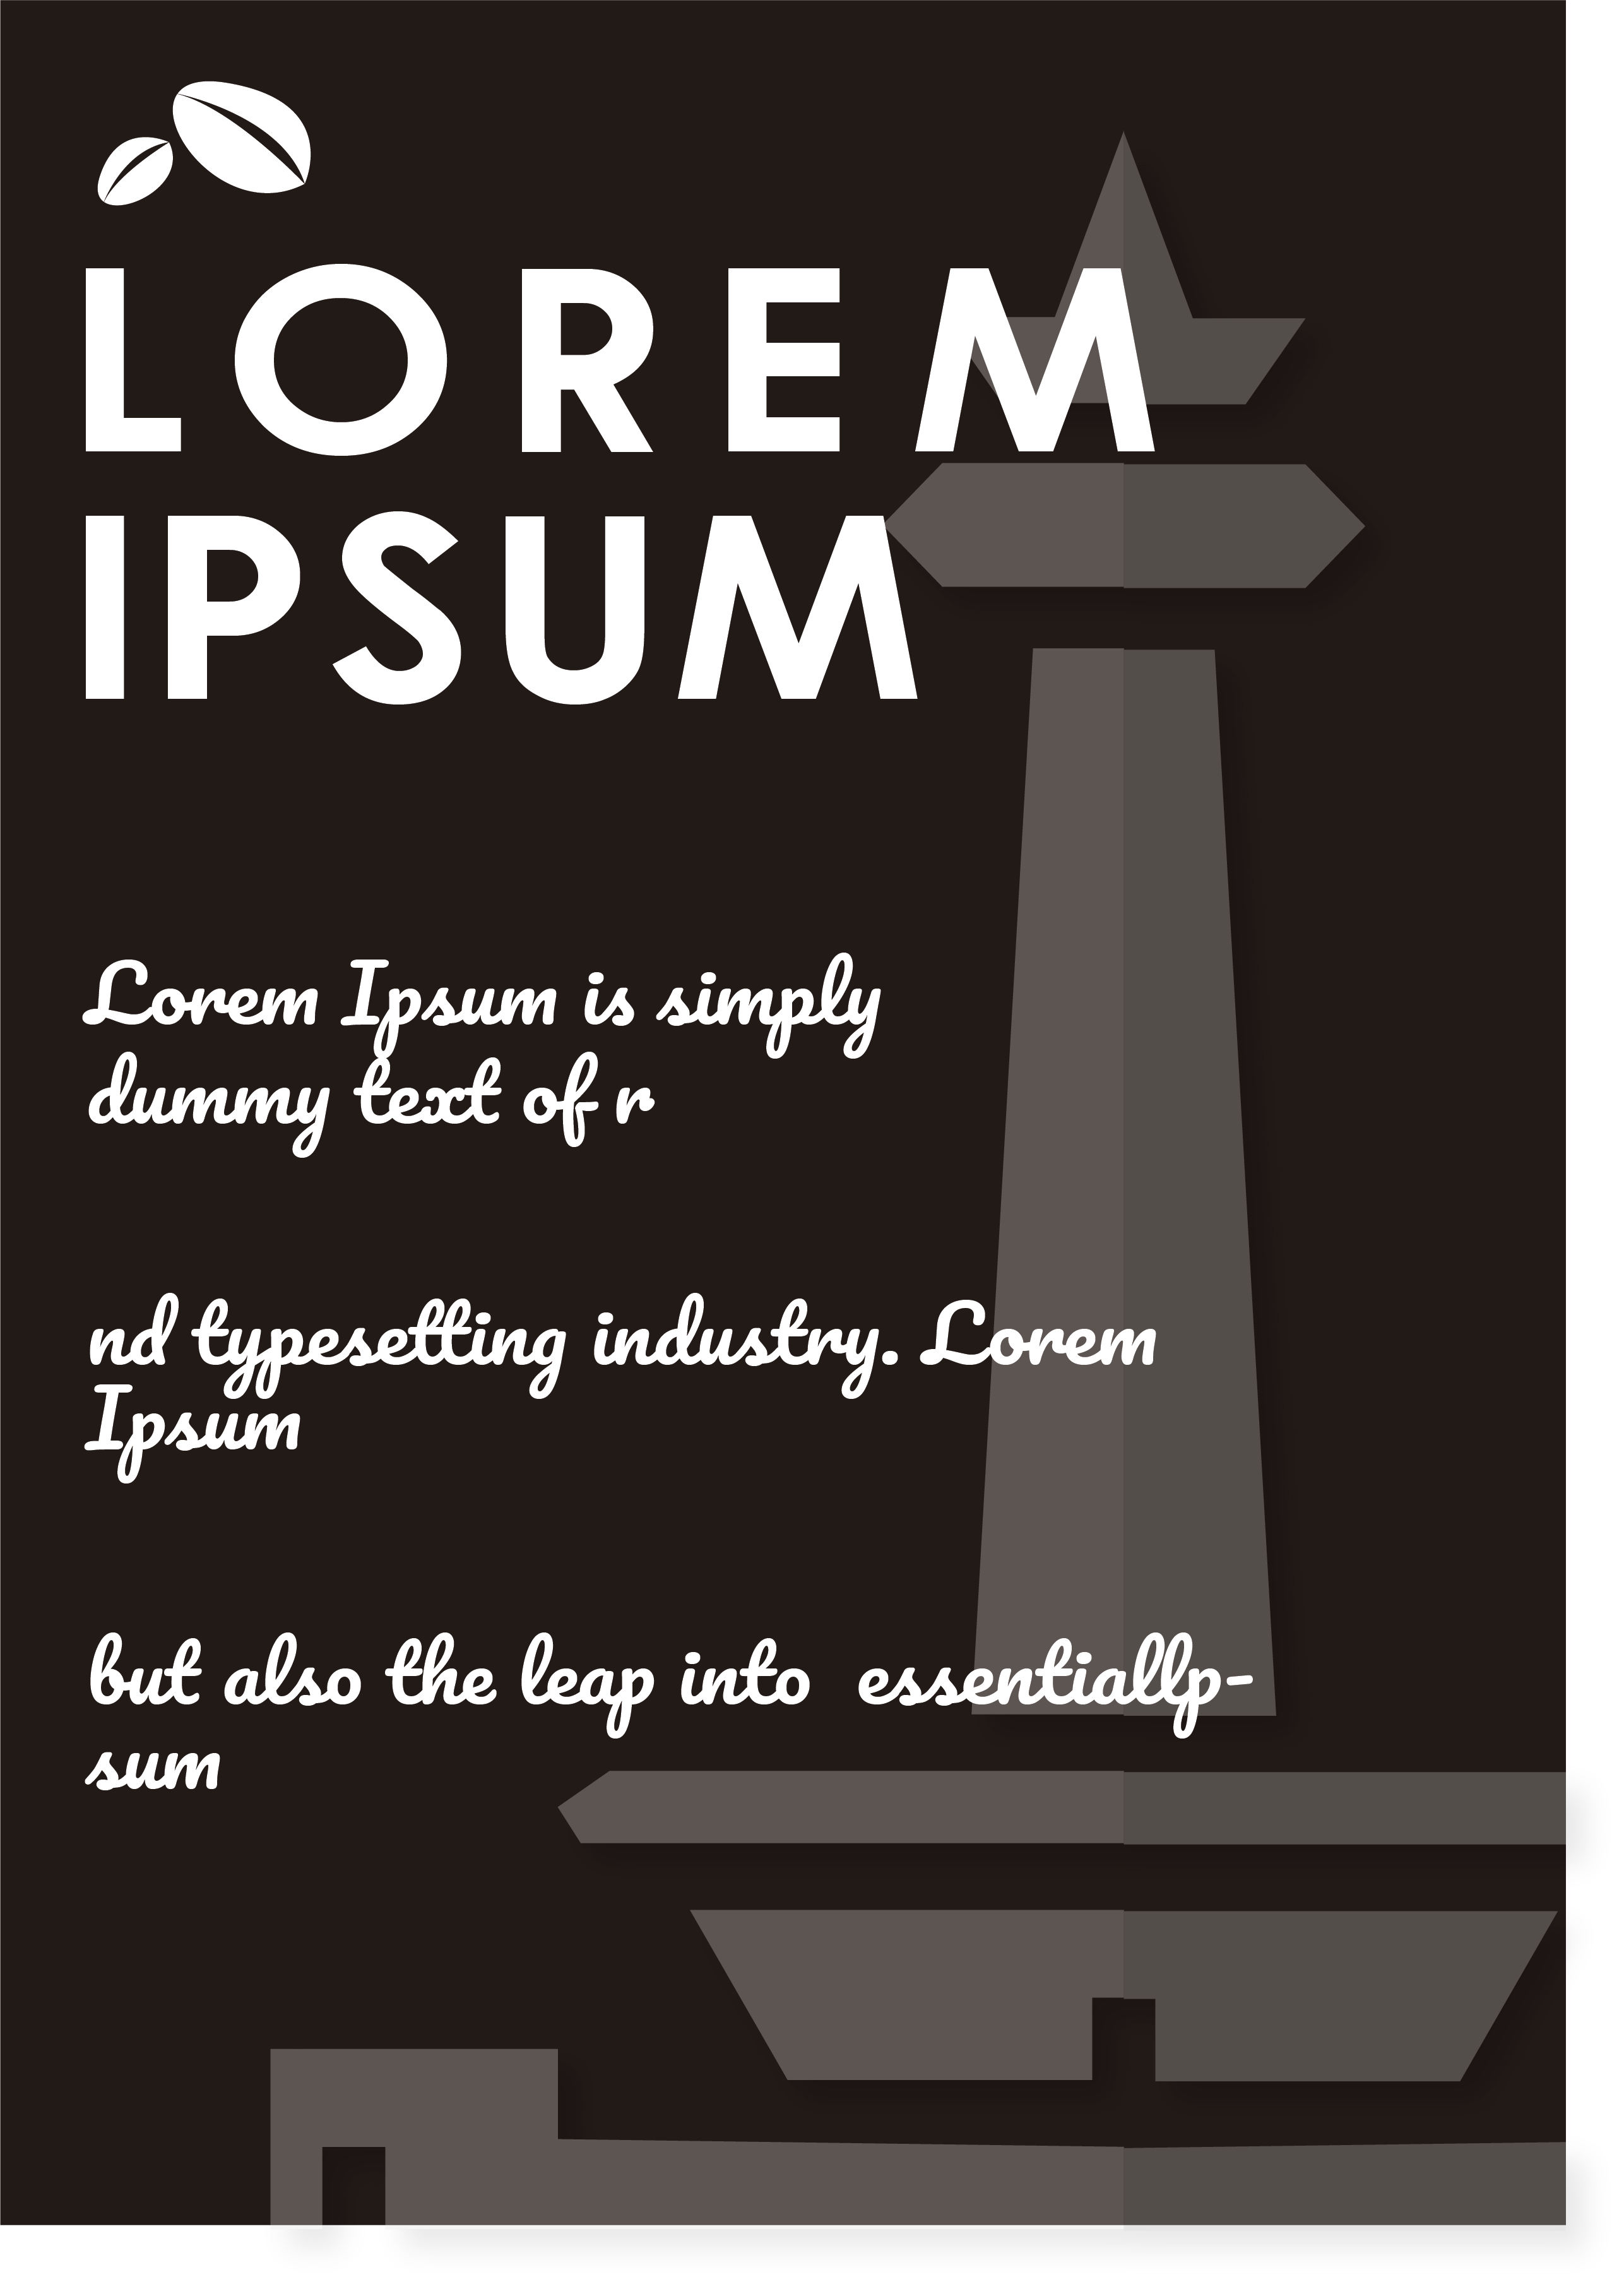 LOREM
IPSUM
Lorem Ipsum is simply
dummy text of r
nd typesetting industry. Lorem
Ipsum
but also the leap into essentiallp-
sum